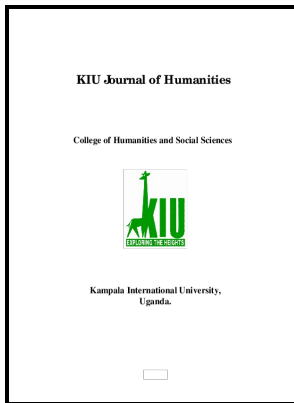 KIU Journal of Humanities
College of Humanities and Social Sciences
KIU
EXPLORING THE HEIGHTS
Kampala International University,
Uganda.